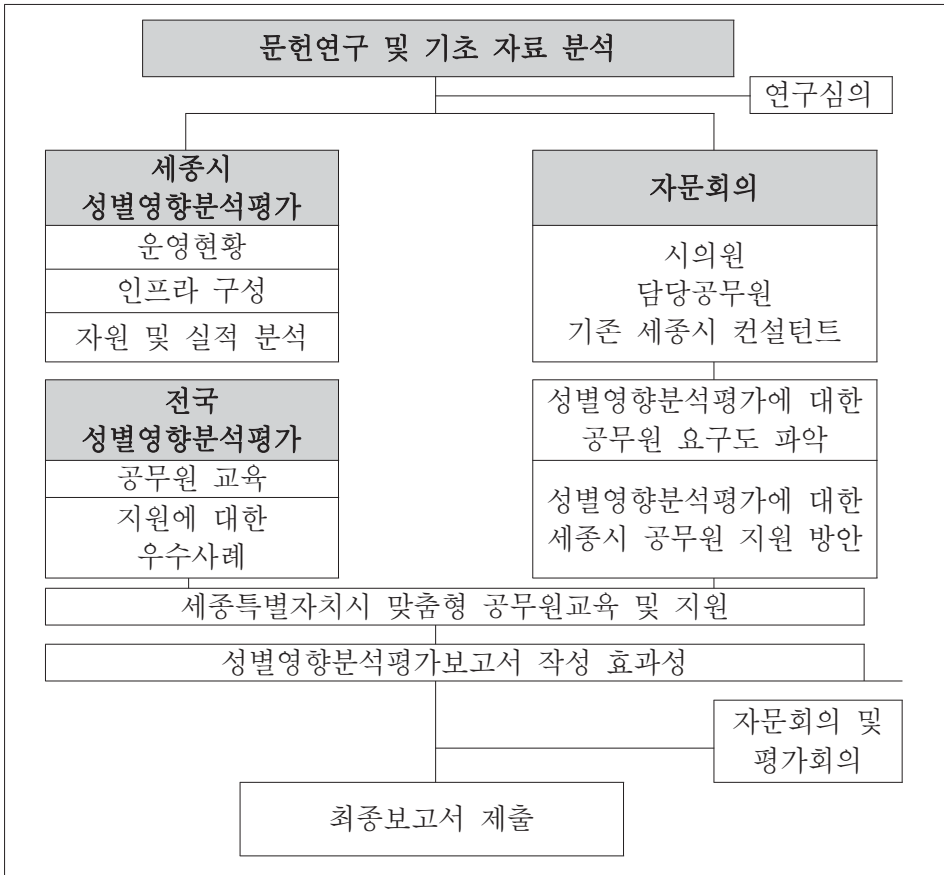 문헌연구 및 기초 자료 분석
연구심의
세종시
성별영향분석평가
운영현황
인프라 구성
자원 및 실적 분석
전국
성별영향분석평가
공무원 교육
지원에 대한
우수사례
자문회의
시의원
담당공무원
기존 세종시 컨설턴트
성별영향분석평가에 대한
공무원 요구도 파악
성별영향분석평가에 대한
세종시 공무원 지원 방안
세종특별자치시 맞춤형 공무원교육 및 지원
성별영향분석평가보고서 작성 효과성
자문회의 및
평가회의
최종보고서 제출